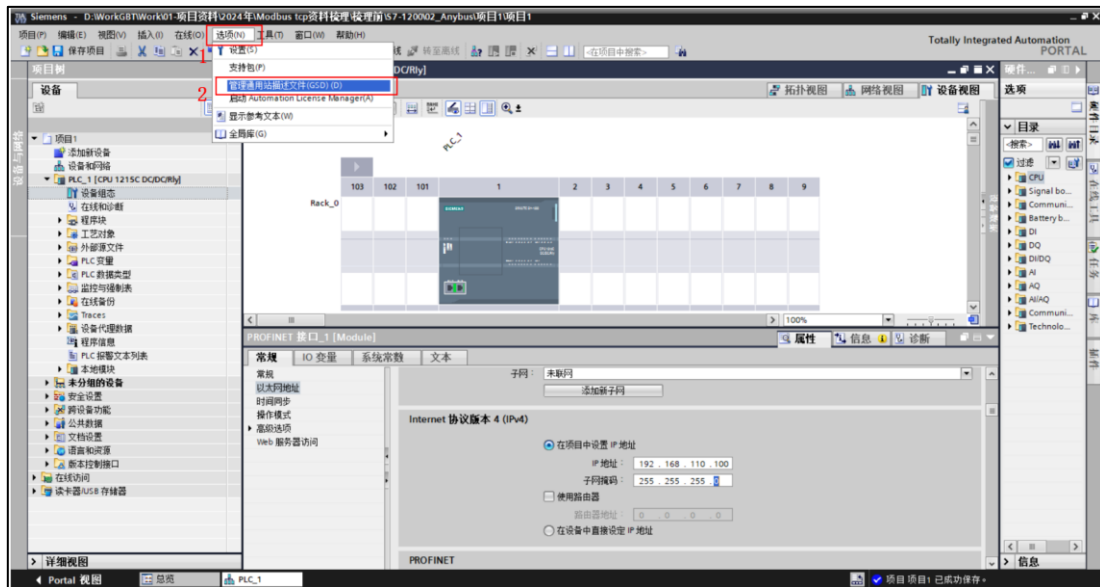 Siemens - D:\WorkGBT\Work\01-项目资料\2024年\Modbus tcp资料梳理\梳理前\S7-1200\02_Anybus\项目1\项目1
项目(P) 编辑(E) 视图(V) 插入(I) 在线(O) 选项(N) 工具(T) 窗口(W) 帮助(H)
Totally Integrated Automation
PORTAL
保存项目
转至离线
<在项目中搜索>
1
设置(S)
支持包(P)
2
管理通用站描述文件(GSD) (D)
启动 Automation License Manager(A)
显示参考文本(W)
全局库(G)
项目树
DC/Rly]
硬件...
设备
拓扑视图
网络视图
设备视图
选项
项目1
添加新设备
设备和网络
PLC_1 [CPU 1215C DC/DC/Rly]
设备组态
在线和诊断
程序块
工艺对象
外部源文件
PLC 变量
PLC 数据类型
监控与强制表
在线备份
Traces
设备代理数据
程序信息
PLC 报警文本列表
本地模块
未分组的设备
安全设置
跨设备功能
公共数据
文档设置
语言和资源
版本控制接口
在线访问
读卡器/USB 存储器
详细视图
PLC_1
103 102 101 1 2 3 4 5 6 7 8 9
Rack_0
SIEMENS
100%
目录
<搜索>
过滤
CPU
Signal bo...
Communi...
Battery b...
DI
DQ
DI/DQ
AI
AQ
AI/AQ
Communi...
Technolo...
信息
PROFINET 接口_1 [Module]
属性
信息
诊断
常规 IO 变量 系统常数 文本
常规
以太网地址
时间同步
操作模式
高级选项
Web 服务器访问
子网： 未联网
添加新子网
Internet 协议版本 4 (IPv4)
在项目中设置 IP 地址
IP 地址： 192 . 168 . 110 . 100
子网掩码： 255 . 255 . 255 . 0
使用路由器
路由器地址： 0 . 0 . 0 . 0
在设备中直接设定 IP 地址
PROFINET
Portal 视图
总览
PLC_1
项目 项目1 已成功保存。